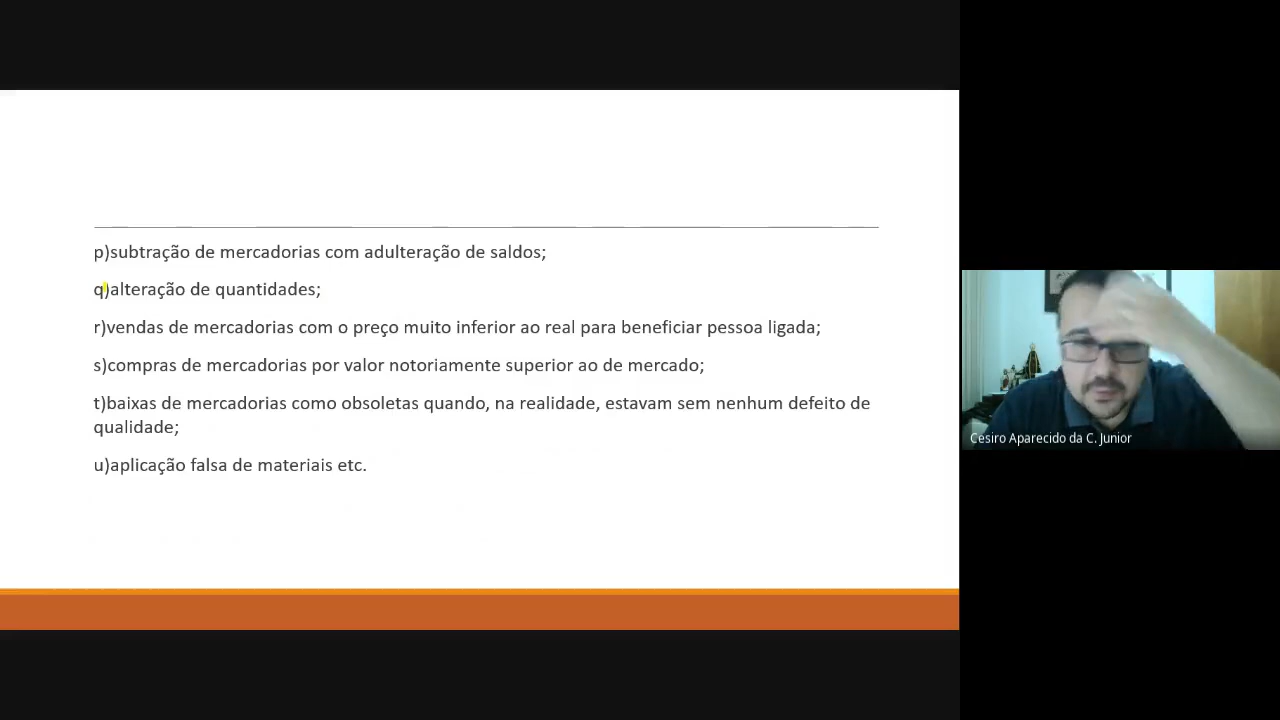 p)subtração de mercadorias com adulteração de saldos;
q)alteração de quantidades;
r)vendas de mercadorias com o preço muito inferior ao real para beneficiar pessoa ligada;
s)compras de mercadorias por valor notoriamente superior ao de mercado;
t)baixas de mercadorias como obsoletas quando, na realidade, estavam sem nenhum defeito de
qualidade;
u)aplicação falsa de materiais etc.
Cesiro Aparecido da C. Junior